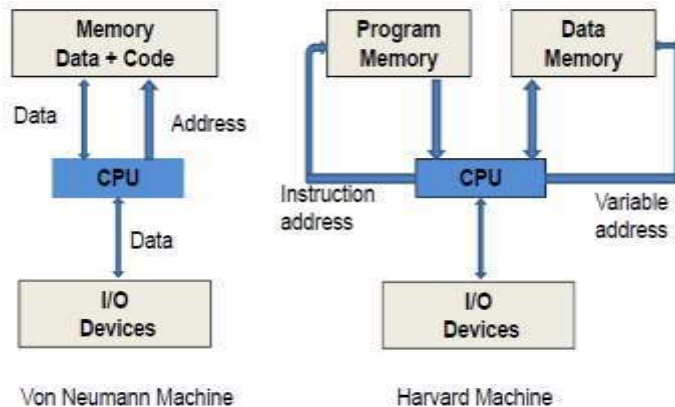 Memory
Data + Code
Data
Address
CPU
Data
I/O
Devices
Von Neumann Machine
Program
Memory
Data
Memory
CPU
Instruction
address
Variable
address
I/O
Devices
Harvard Machine